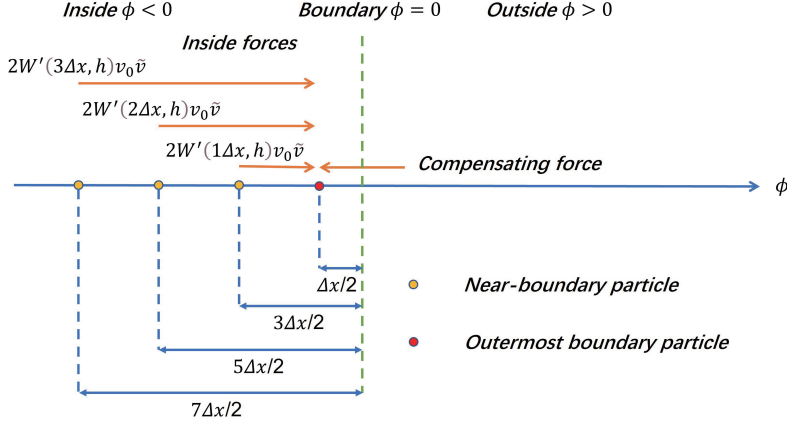 Inside ϕ < 0 Boundary ϕ = 0 Outside ϕ > 0
Inside forces
2W′(3Δx, h)v₀ṽ
2W′(2Δx, h)v₀ṽ
2W′(1Δx, h)v₀ṽ
Compensating force
ϕ
Δx/2
Near-boundary particle
3Δx/2
Outermost boundary particle
5Δx/2
7Δx/2